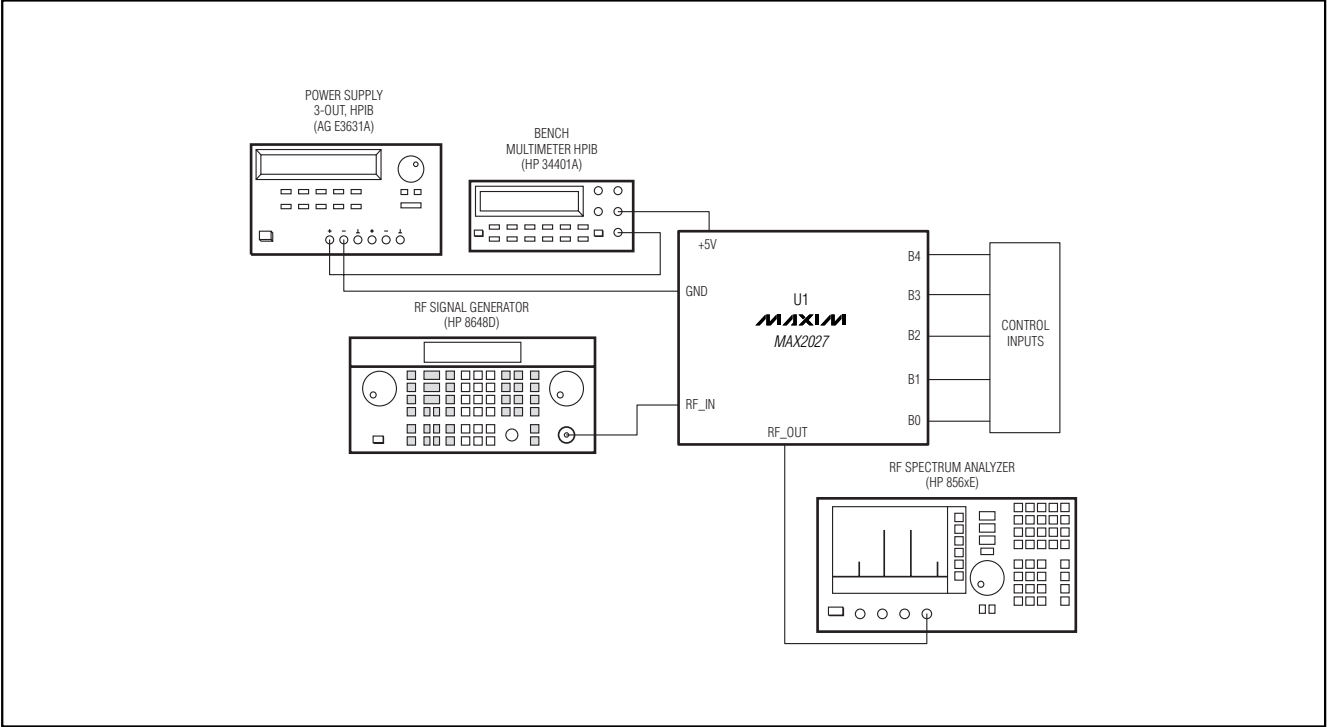 POWER SUPPLY
3-OUT, HPIB
(AG E3631A)
BENCH
MULTIMETER HPIB
(HP 34401A)
+ - ⊥ + - ⊥
RF SIGNAL GENERATOR
(HP 8648D)
+5V
GND
RF_IN
U1
MAXIM
MAX2027
RF_OUT
B4
B3
B2
B1
B0
CONTROL
INPUTS
RF SPECTRUM ANALYZER
(HP 856xE)